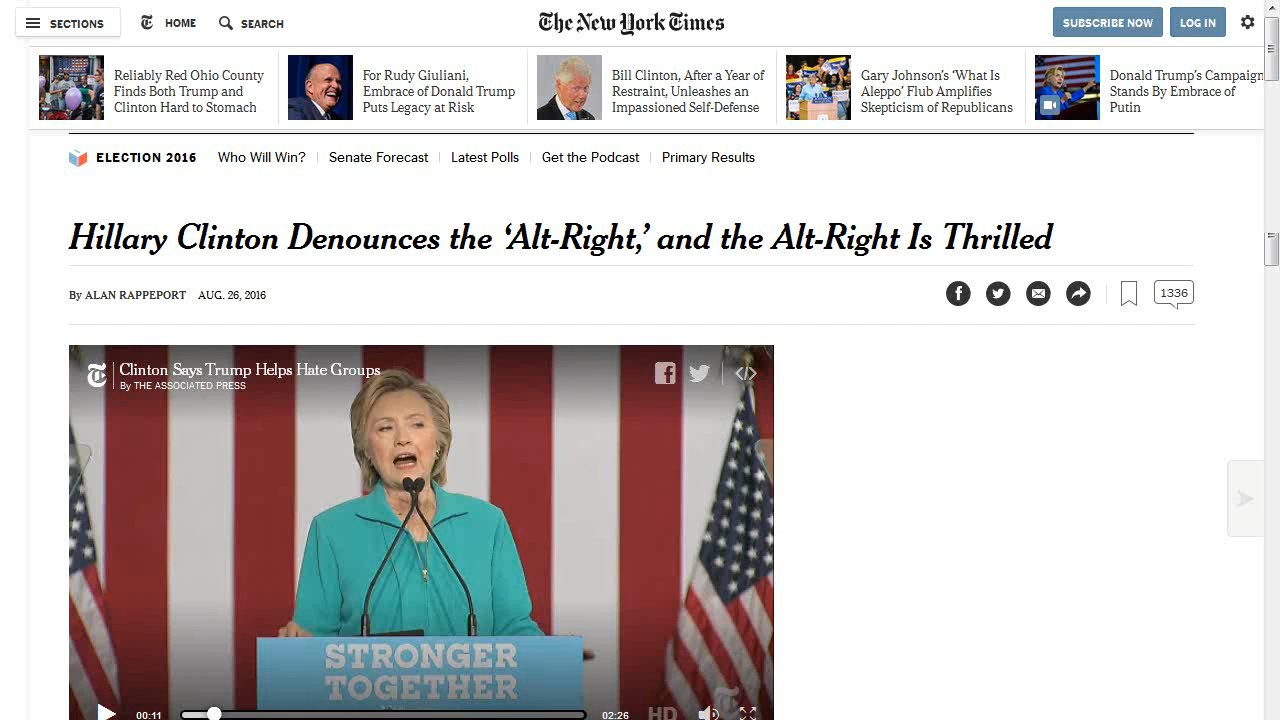 SECTIONS
HOME
SEARCH
The New York Times
SUBSCRIBE NOW
LOG IN
Reliably Red Ohio County
Finds Both Trump and
Clinton Hard to Stomach
For Rudy Giuliani,
Embrace of Donald Trump
Puts Legacy at Risk
Bill Clinton, After a Year of
Restraint, Unleashes an
Impassioned Self-Defense
Gary Johnson's 'What Is
Aleppo' Flub Amplifies
Skepticism of Republicans
Donald Trump's Campaign
Stands By Embrace of
Putin
ELECTION 2016
Who Will Win?
Senate Forecast
Latest Polls
Get the Podcast
Primary Results
Hillary Clinton Denounces the ‘Alt-Right,’ and the Alt-Right Is Thrilled
By ALAN RAPPEPORT AUG. 26, 2016
1336
Clinton Says Trump Helps Hate Groups
By THE ASSOCIATED PRESS
STRONGER
TOGETHER
00:11
02:26
HD